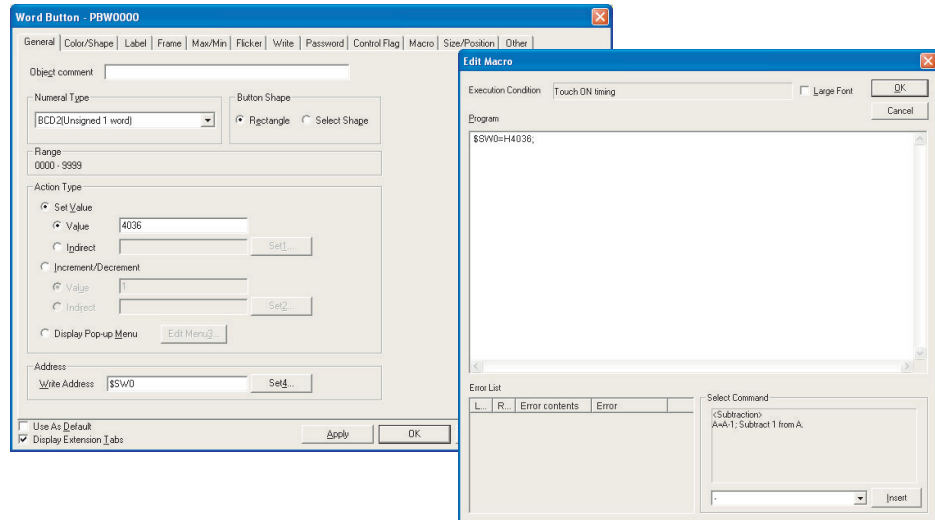 Word Button - PBW0000
General Color/Shape Label Frame Max/Min Flicker Write Password Control Flag Macro Size/Position Other
Object comment
Numeral Type
BCD2(Unsigned 1 word)
Button Shape
Rectangle Select Shape
Range
0000 - 9999
Action Type
Set Value
Value 4036
Indirect Set1...
Increment/Decrement
Value 1
Indirect Set2...
Display Pop-up Menu Edit Menu3...
Address
Write Address $SW0 Set4...
Use As Default
Display Extension Tabs
Apply OK
Edit Macro
Execution Condition Touch ON timing Large Font OK
Cancel
Program
$SW0=H4036;
Error List
L... R... Error contents Error
Select Command
<Subtraction>
A=A-1; Subtract 1 from A.
- Insert